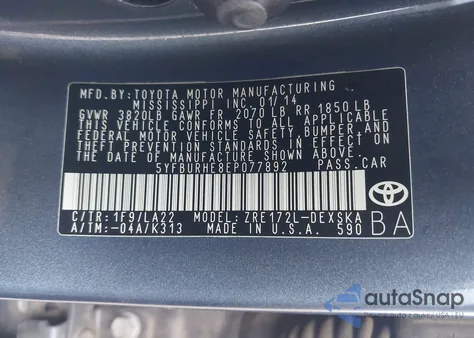 MFD. BY: TOYOTA MOTOR MANUFACTURING,
MISSISSIPPI INC. 01/14
GVWR 3820LB GAWR FR 2070 LB RR 1850 LB
THIS VEHICLE CONFORMS TO ALL APPLICABLE
FEDERAL MOTOR VEHICLE SAFETY, BUMPER, AND
THEFT PREVENTION STANDARDS IN EFFECT ON
THE DATE OF MANUFACTURE SHOWN ABOVE.
5YFBURHE8EP077892 PASS. CAR
C/TR: 1F9/LA22 MODEL: ZRE172L-DEXSKA
A/TM: -04A/K313 MADE IN U.S.A. 590
BA
TOYOTA
autoSnap